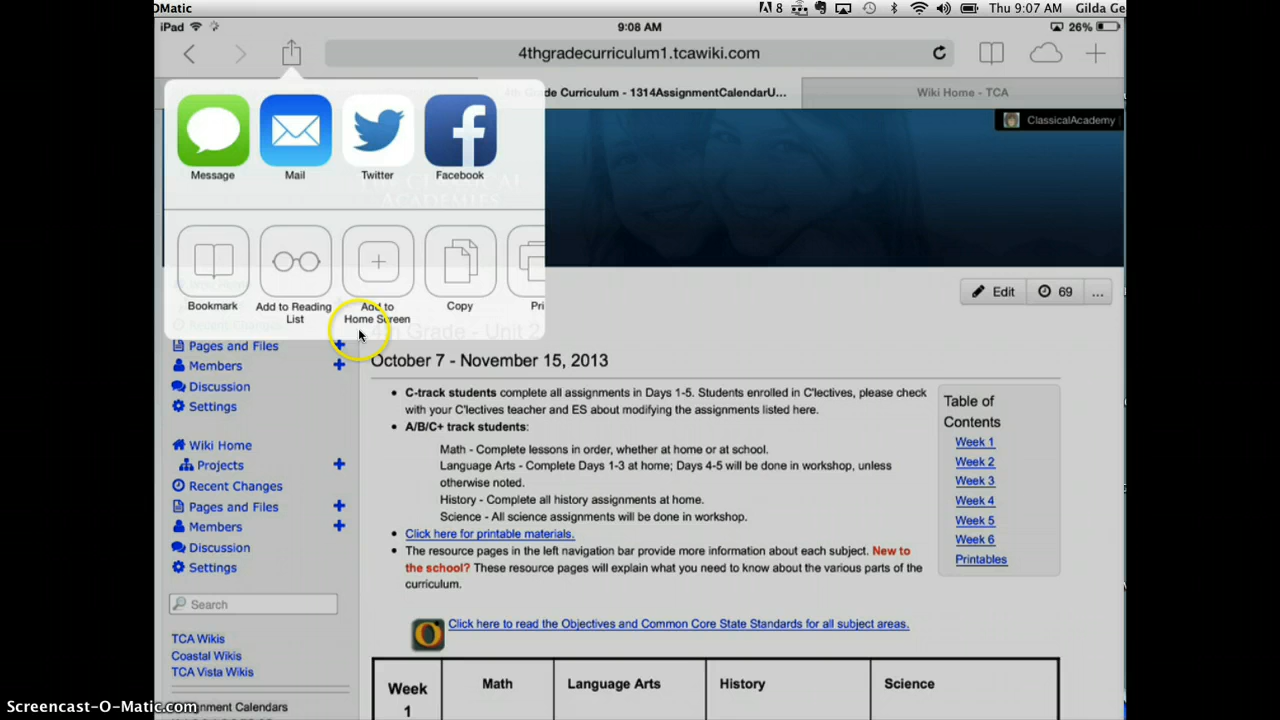 OMatic
8
Thu 9:07 AM Gilda Ge
iPad
9:08 AM
26%
4thgradecurriculum1.tcawiki.com
Grade Curriculum - 1314AssignmentCalendarU...
Wiki Home - TCA
ClassicalAcademy
Message
Mail
Twitter
Facebook
Bookmark
Add to Reading
List
Add to
Home Screen
Copy
Pri
Edit
69
...
4th Grade - Unit 2
October 7 - November 15, 2013
Pages and Files
Members
Discussion
Settings
Wiki Home
Projects
Recent Changes
Pages and Files
Members
Discussion
Settings
Search
TCA Wikis
Coastal Wikis
TCA Vista Wikis
signment Calendars
• C-track students complete all assignments in Days 1-5. Students enrolled in C'lectives, please check
with your C'lectives teacher and ES about modifying the assignments listed here.
• A/B/C+ track students:
Math - Complete lessons in order, whether at home or at school.
Language Arts - Complete Days 1-3 at home; Days 4-5 will be done in workshop, unless
otherwise noted.
History - Complete all history assignments at home.
Science - All science assignments will be done in workshop.
• Click here for printable materials.
• The resource pages in the left navigation bar provide more information about each subject. New to
the school? These resource pages will explain what you need to know about the various parts of the
curriculum.
Click here to read the Objectives and Common Core State Standards for all subject areas.
Table of
Contents
Week 1
Week 2
Week 3
Week 4
Week 5
Week 6
Printables
Week
1
Math
Language Arts
History
Science
Screencast-O-Matic.com